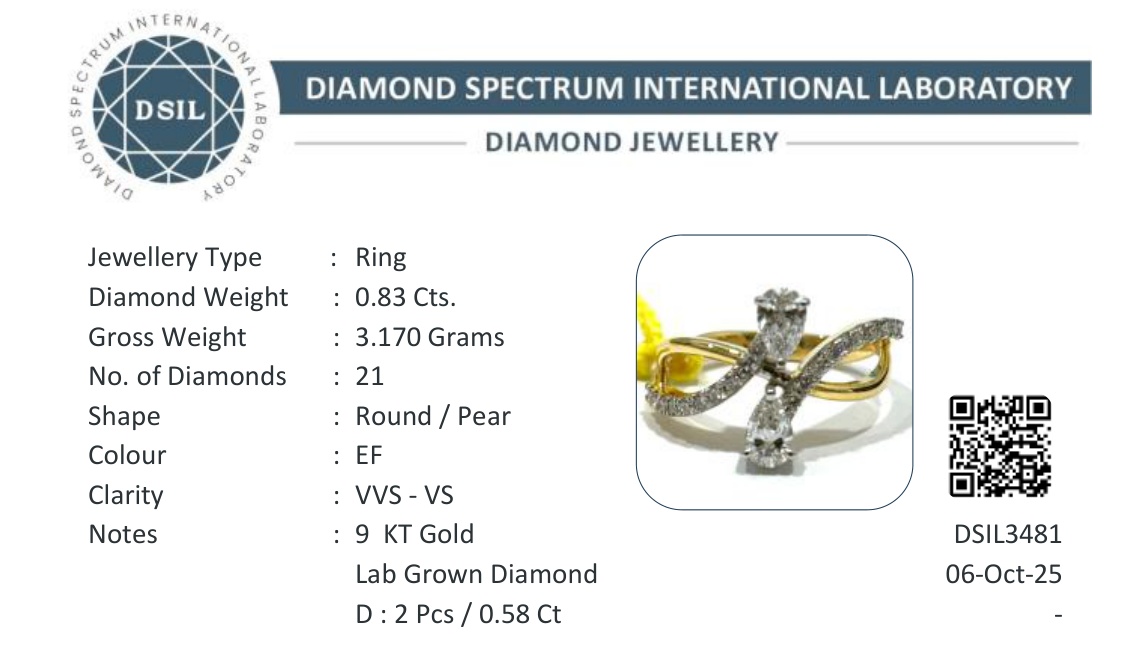 DIAMOND SPECTRUM INTERNATIONAL LABORATORY
DSIL
DIAMOND SPECTRUM INTERNATIONAL LABORATORY
DIAMOND JEWELLERY
Jewellery Type : Ring
Diamond Weight : 0.83 Cts.
Gross Weight : 3.170 Grams
No. of Diamonds : 21
Shape : Round / Pear
Colour : EF
Clarity : VVS - VS
Notes : 9 KT Gold
Lab Grown Diamond
D : 2 Pcs / 0.58 Ct
DSIL3481
06-Oct-25
-